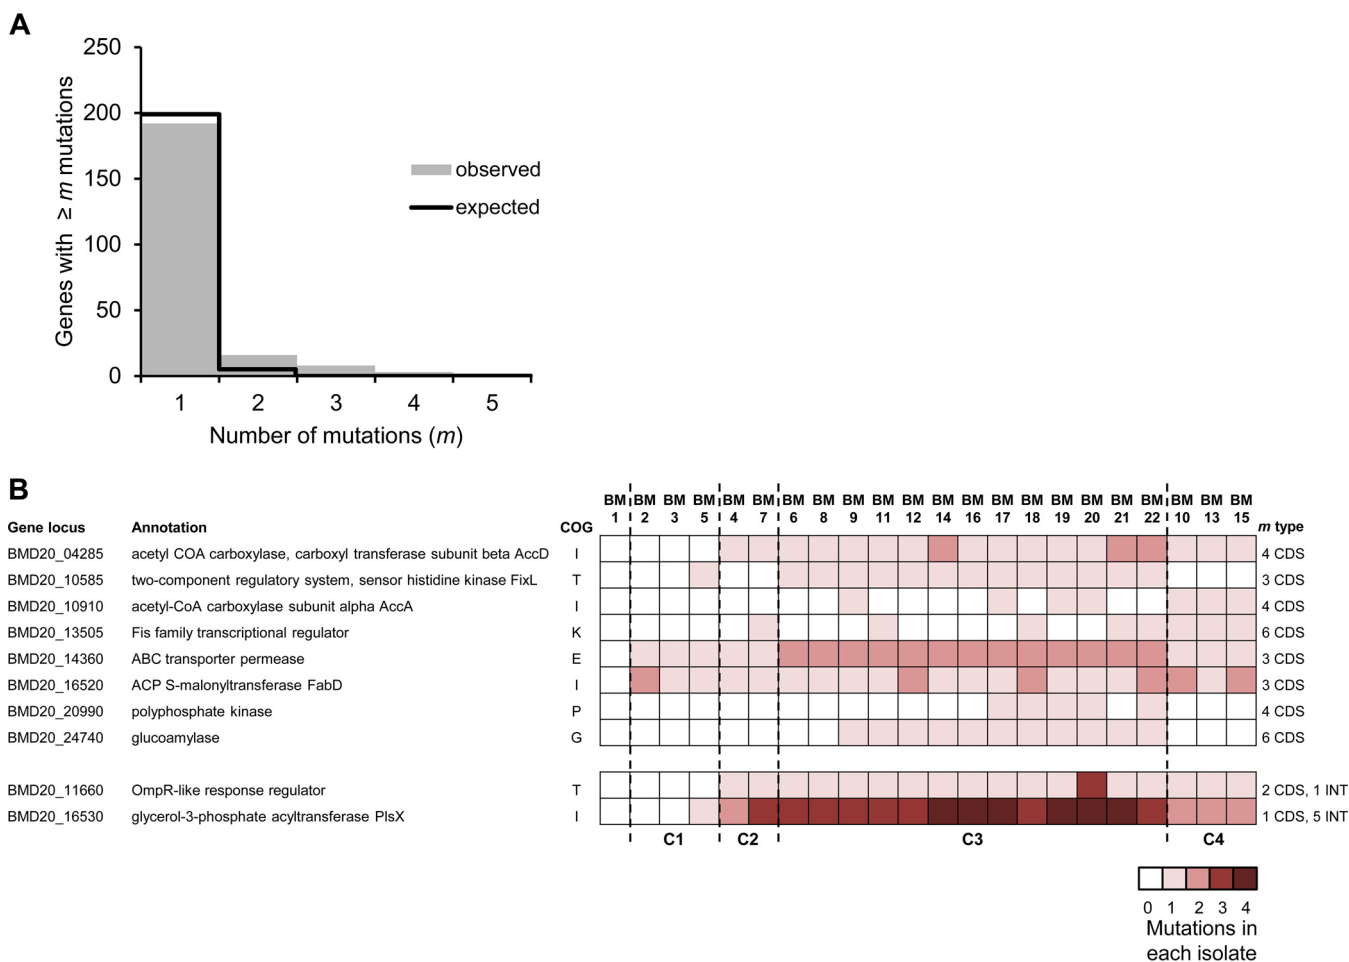 A
250
200
150
100
50
0
Genes with ≥ m mutations
observed
expected
1 2 3 4 5
Number of mutations (m)
B
BM BM BM BM BM BM BM BM BM BM BM BM BM BM BM BM BM BM BM BM BM
1 2 3 5 4 7 6 8 9 11 12 14 16 17 18 19 20 21 22 10 13 15
Gene locus Annotation COG m type
BMD20_04285 acetyl COA carboxylase, carboxyl transferase subunit beta AccD I 4 CDS
BMD20_10585 two-component regulatory system, sensor histidine kinase FixL T 3 CDS
BMD20_10910 acetyl-CoA carboxylase subunit alpha AccA I 4 CDS
BMD20_13505 Fis family transcriptional regulator K 6 CDS
BMD20_14360 ABC transporter permease E 3 CDS
BMD20_16520 ACP S-malonyltransferase FabD I 3 CDS
BMD20_20990 polyphosphate kinase P 4 CDS
BMD20_24740 glucoamylase G 6 CDS
BMD20_11660 OmpR-like response regulator T 2 CDS, 1 INT
BMD20_16530 glycerol-3-phosphate acyltransferase PlsX I 1 CDS, 5 INT
C1 C2 C3 C4
0 1 2 3 4
Mutations in
each isolate